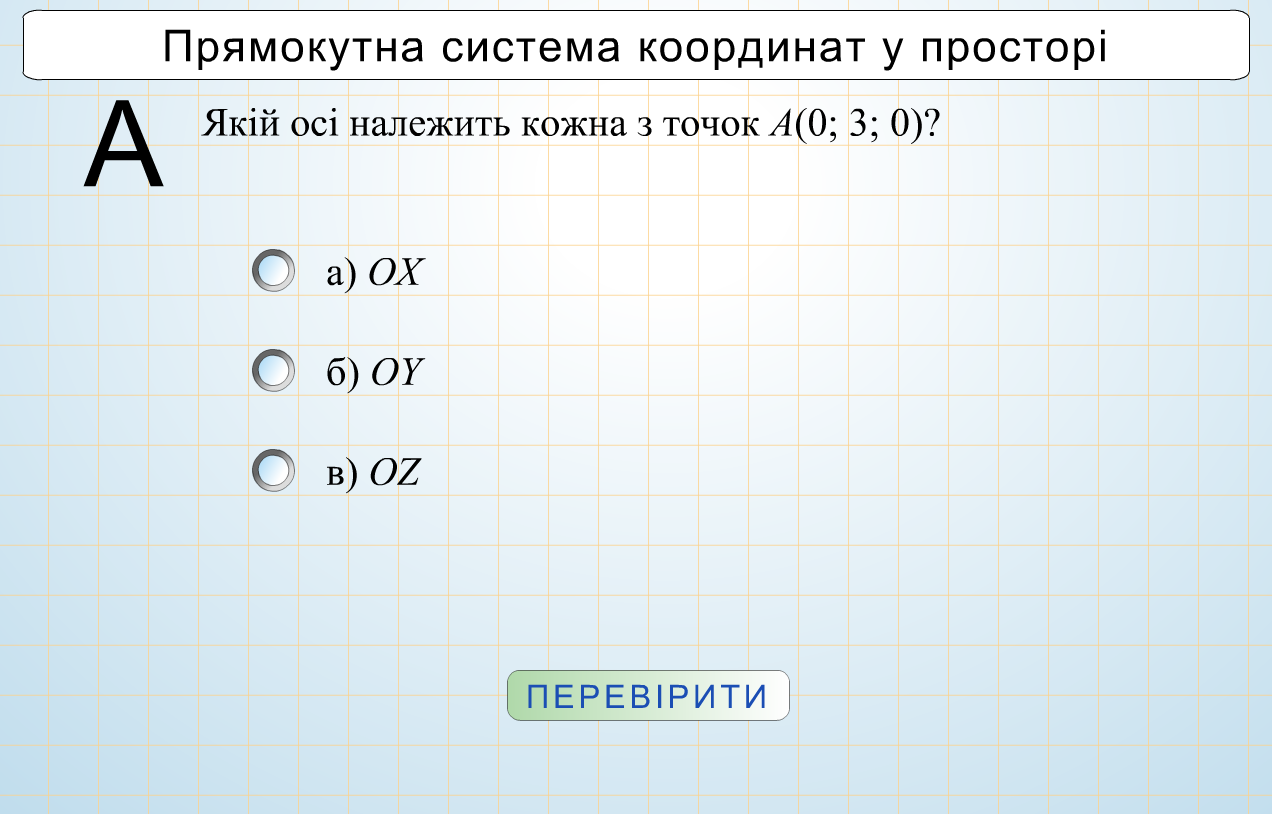 Прямокутна система координат у просторі
А
Якій осі належить кожна з точок A(0; 3; 0)?
а) OX
б) OY
в) OZ
ПЕРЕВІРИТИ